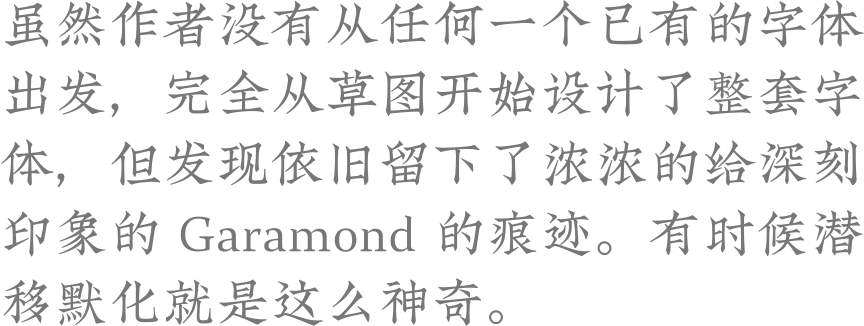 虽然作者没有从任何一个已有的字体
出发，完全从草图开始设计了整套字
体，但发现依旧留下了浓浓的给深刻
印象的 Garamond 的痕迹。有时候潜
移默化就是这么神奇。